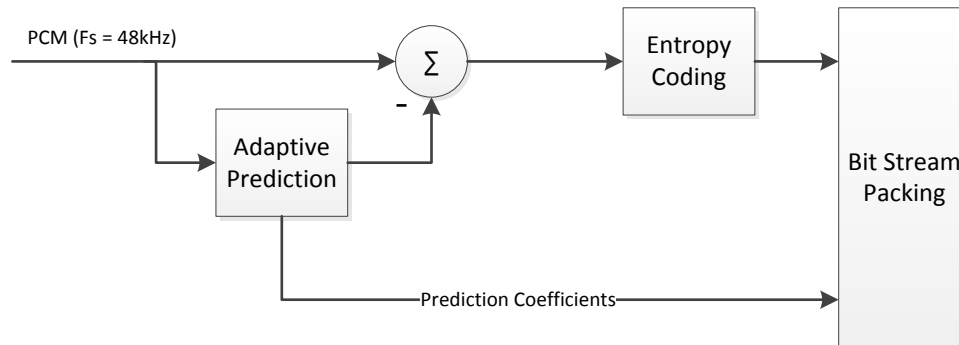 PCM (Fs = 48kHz)
Σ
-
Entropy
Coding
Adaptive
Prediction
Bit Stream
Packing
Prediction Coefficients